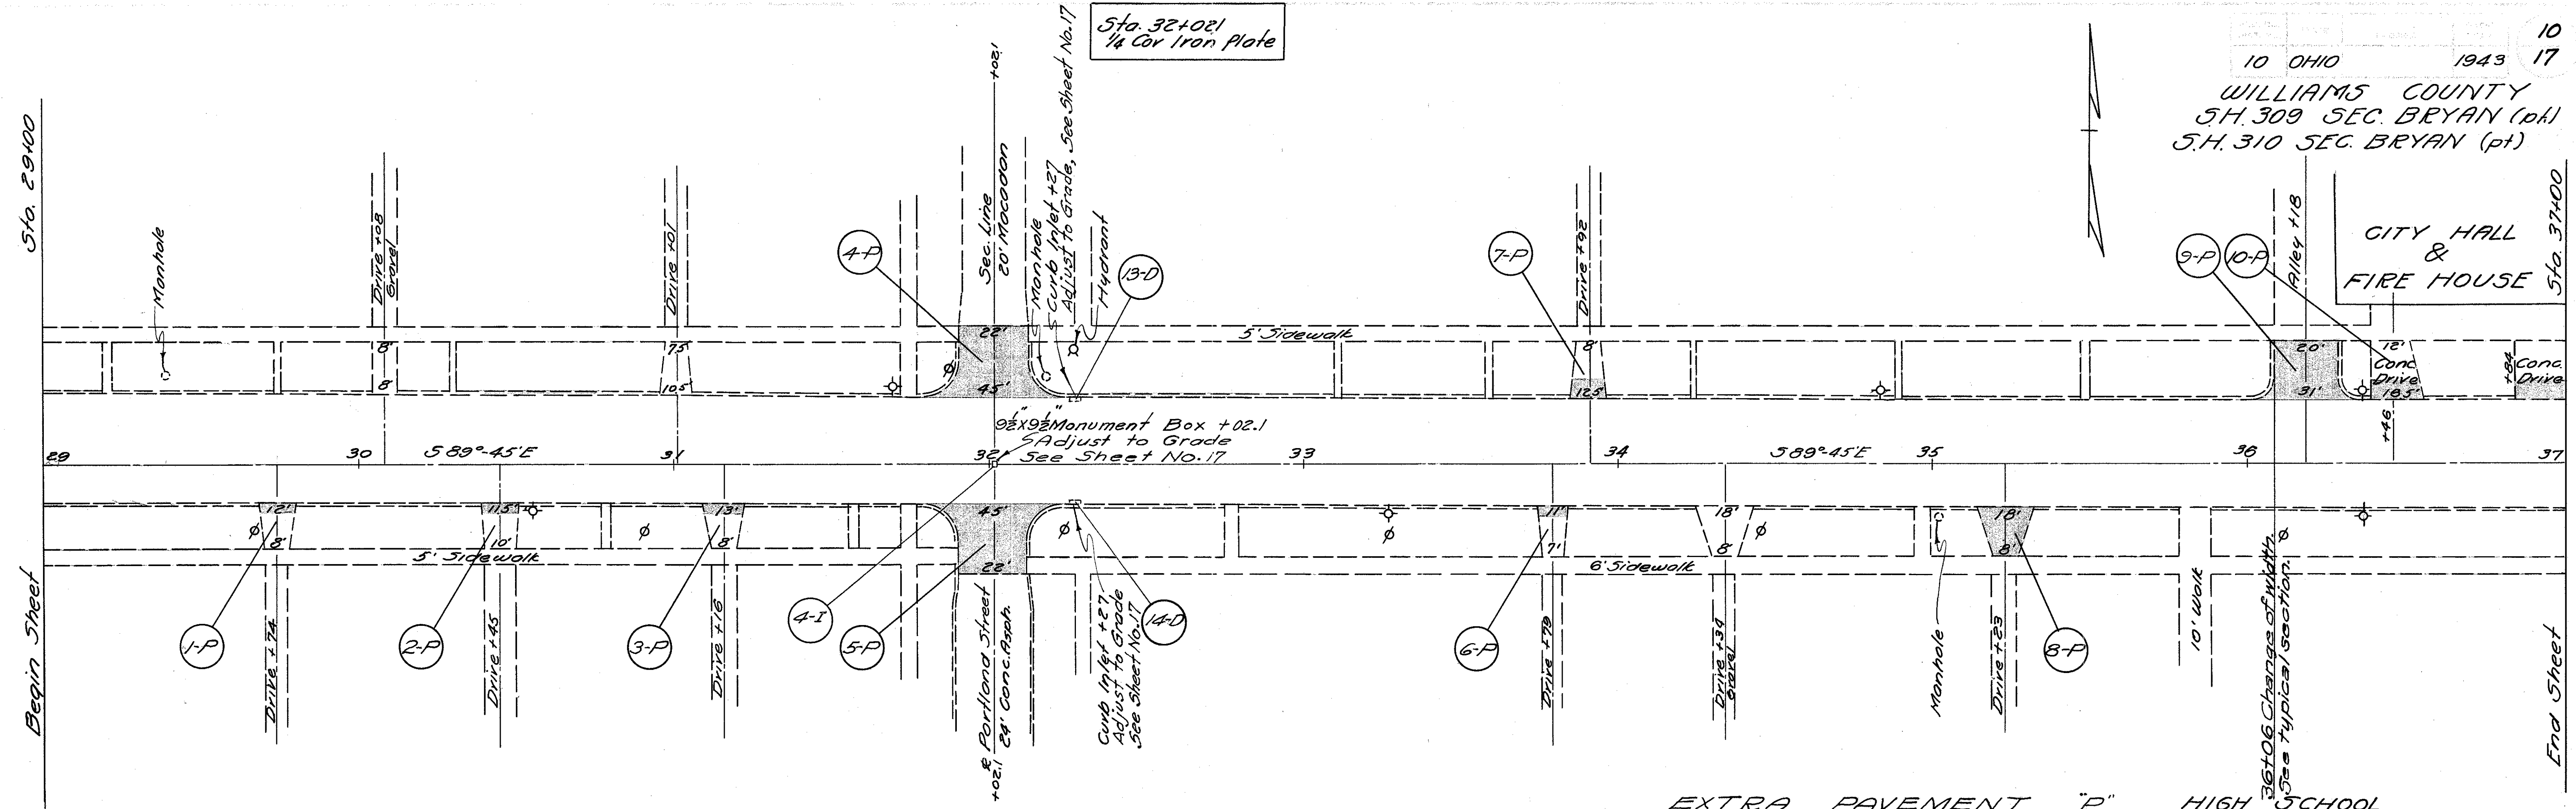 Sta. 32+021
1/4 Cor Iron Plate
10
17
10 OHIO 1943
WILLIAMS COUNTY
S.H. 309 SEC. BRYAN (pt)
S.H. 310 SEC. BRYAN (pt)
Sta. 29+00
Manhole
Drive +08
Gravel
Drive +01
4-P
+02.1
Sec. Line
20' Macadam
Manhole
Curb Inlet +27
Adjust to Grade, See Sheet No. 17
Hydrant
13-D
7-P
Drive +92
9-P
10-P
Alley +18
CITY HALL
&
FIRE HOUSE
Sta. 37+00
8'
8'
7.5'
10.5'
22'
45'
5' Sidewalk
8'
12.5'
20'
31'
12'
Conc.
Drive
18.5'
+84
Conc.
Drive
+46
9½"X9½" Monument Box +02.1
Adjust to Grade
See Sheet No. 17
29
30
S 89°-45' E
31
32
33
34
S 89°-45' E
35
36
37
12'
8'
11.5'
10'
13'
8'
45'
22'
11'
7'
18'
8'
18'
8'
5' Sidewalk
6' Sidewalk
Begin Sheet
1-P
Drive +74
2-P
Drive +45
3-P
Drive +16
4-I
5-P
+02.1 ℄ Portland Street
24' Conc. Asph.
Curb Inlet +27
Adjust to Grade
See Sheet No. 17
14-D
6-P
Drive +79
Drive +34
Gravel
Manhole
Drive +23
8-P
10' Walk
36+06 Change of width.
See typical section.
End Sheet
EXTRA PAVEMENT "P" HIGH SCHOOL